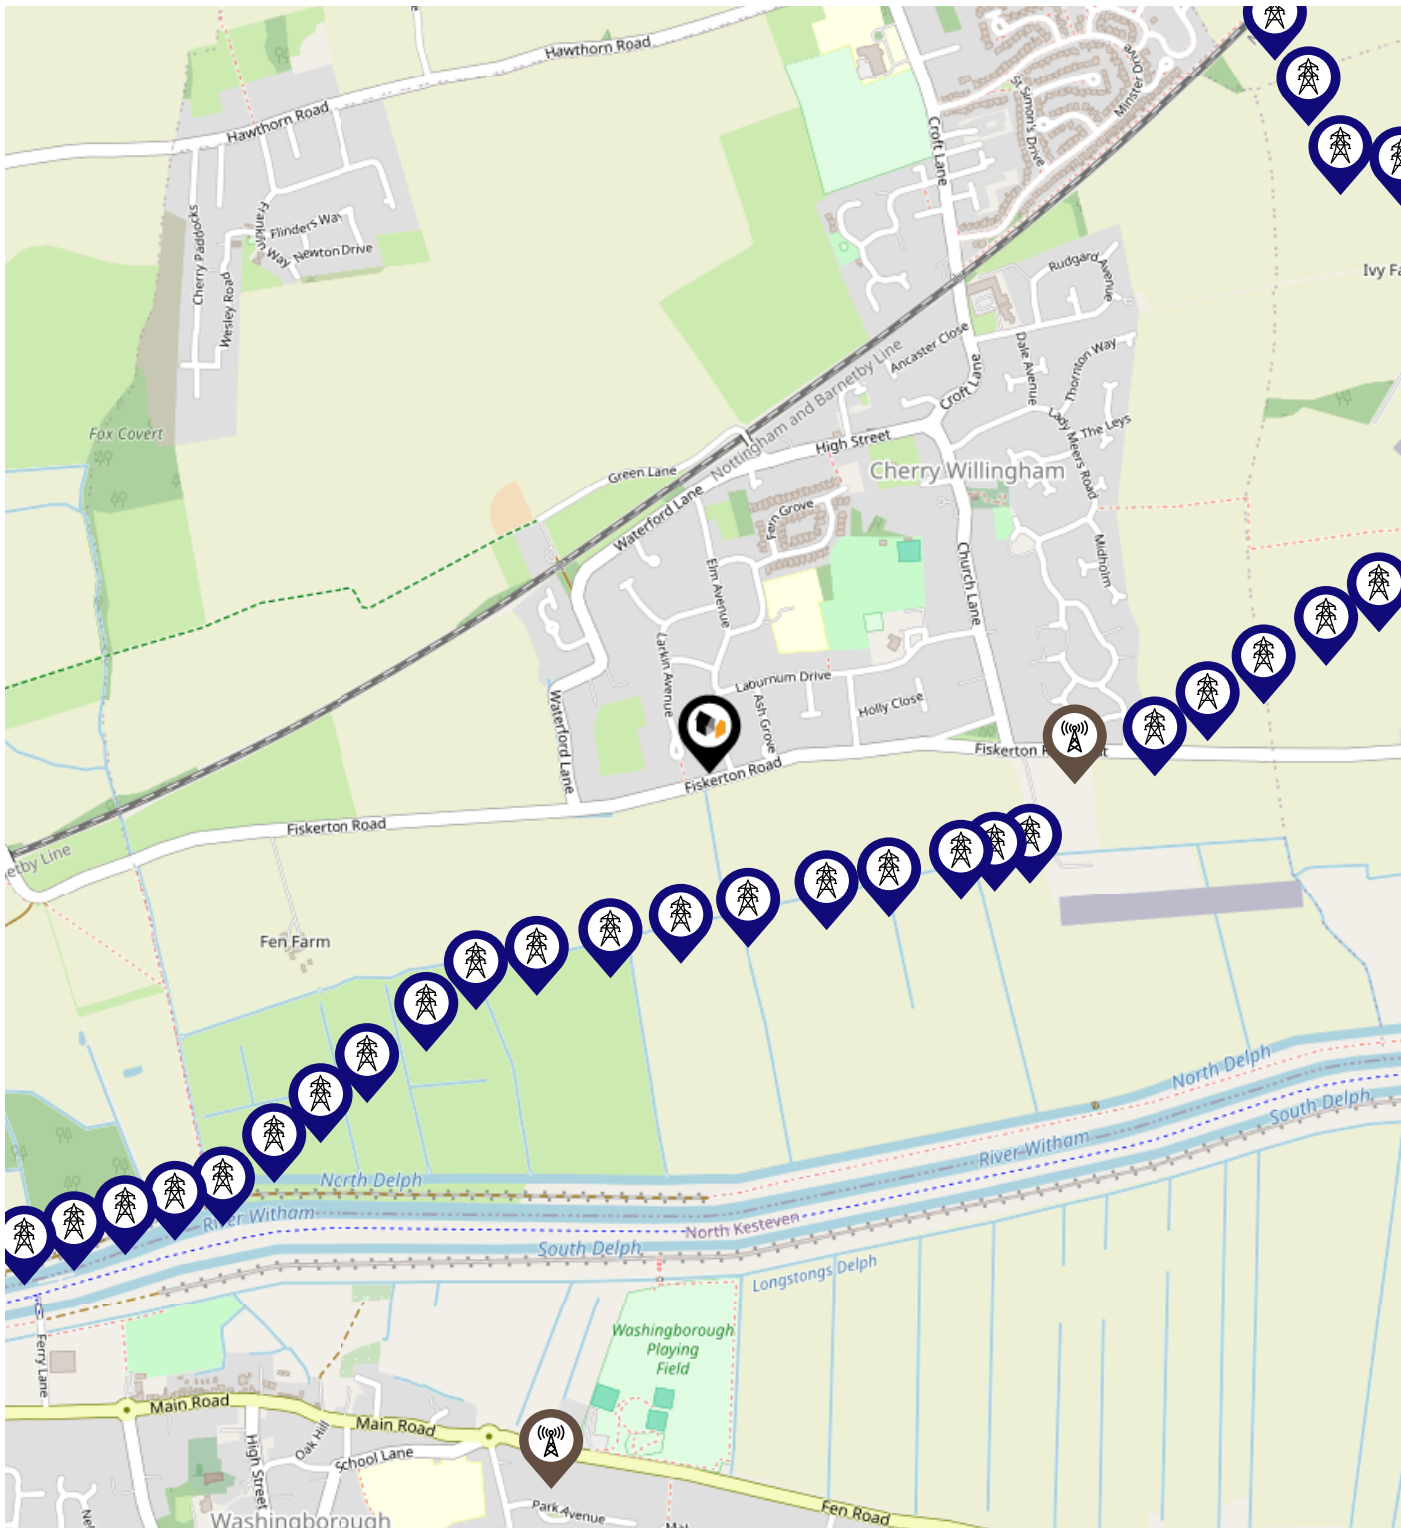 Hawthorn Road
Hawthorn Road
Croft Lane
St Simon's Drive
Minster Drive
Cherry Paddocks
Franklin Way
Flinders Way
Newton Drive
Wesley Road
Rudgard Avenue
Ancaster Close
Croft Lane
Dale Avenue
Thornton Way
Nottingham and Barnetby Line
Fox Covert
High Street
Lady Meers Road
The Leys
Green Lane
Cherry Willingham
Waterford Lane
Fern Grove
Elm Avenue
Church Lane
Midholm
Larkin Avenue
Laburnum Drive
Ash Grove
Holly Close
Waterford Lane
Fiskerton Road
Fiskerton Road
Fiskerton Road
Fen Farm
North Delph
South Delph
River Witham
North Delph
River Witham
North Kesteven
South Delph
Longstongs Delph
Ferry Lane
Washingborough
Playing
Field
Main Road
Main Road
Oak Hill
High Street
School Lane
Park Avenue
Fen Road
Washingborough